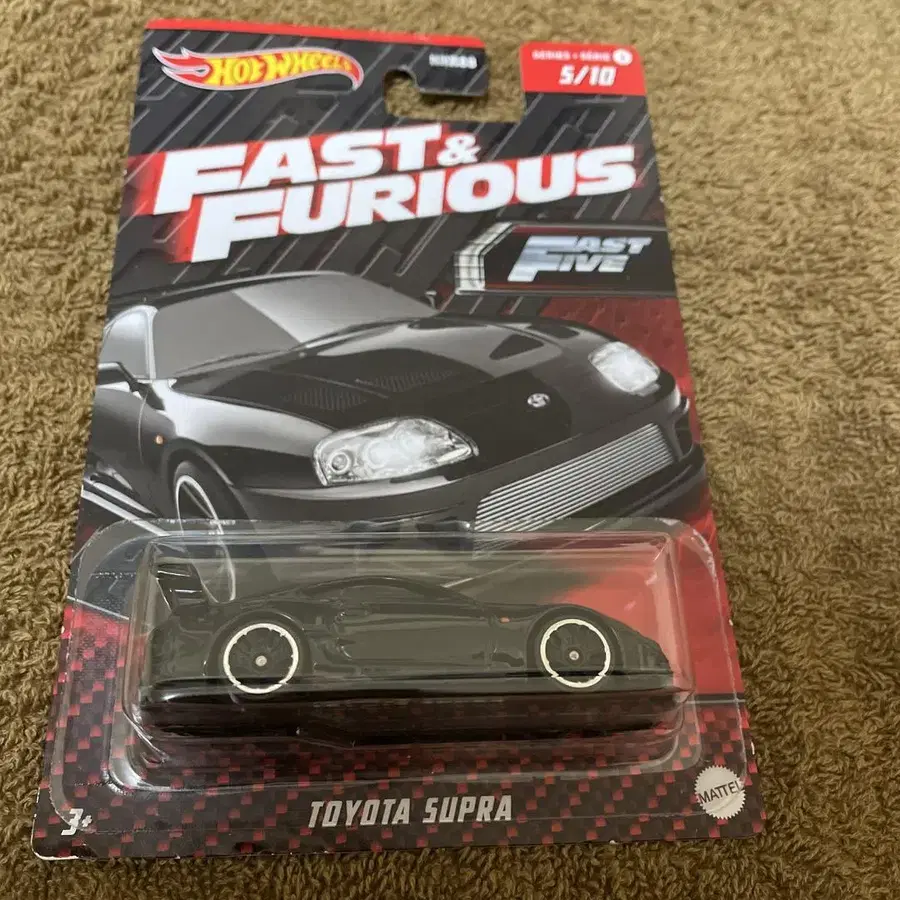 HOT WHEELS
SERIES • SÉRIE
5/10
FAST &
FURIOUS
FAST
FIVE
3+
TOYOTA SUPRA
MATTEL